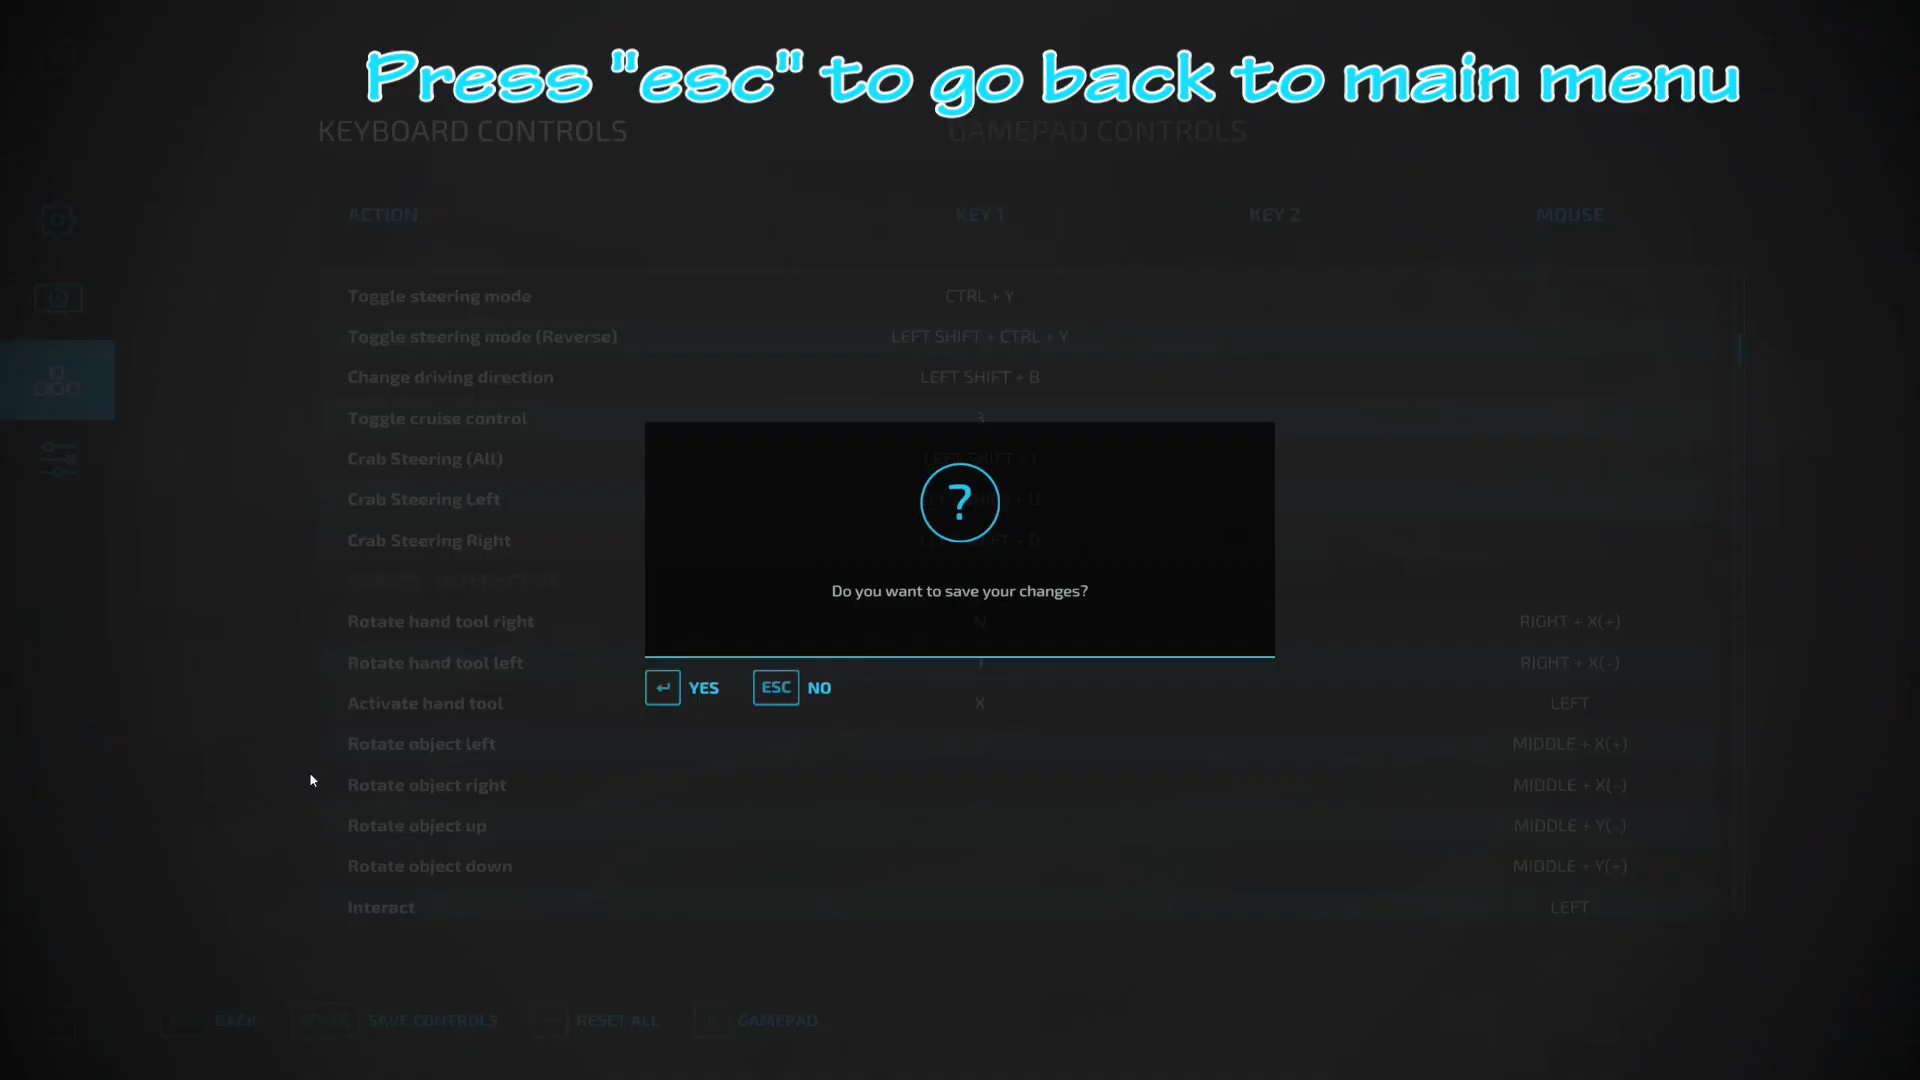 Press "esc" to go back to main menu
KEYBOARD CONTROLS
GAMEPAD CONTROLS
ACTION KEY 1 KEY 2 MOUSE
Toggle steering mode CTRL + Y
Toggle steering mode (Reverse) LEFT SHIFT + CTRL + Y
Change driving direction LEFT SHIFT + B
Toggle cruise control 3
Crab Steering (All) LEFT SHIFT
Crab Steering Left
Crab Steering Right
?
Do you want to save your changes?
Rotate hand tool right N RIGHT + X(+)
Rotate hand tool left RIGHT + X(-)
YES
ESC NO
Activate hand tool X LEFT
Rotate object left MIDDLE + X(+)
Rotate object right MIDDLE + X(-)
Rotate object up MIDDLE + Y(-)
Rotate object down MIDDLE + Y(+)
Interact LEFT
BACK SAVE CONTROLS RESET ALL GAMEPAD